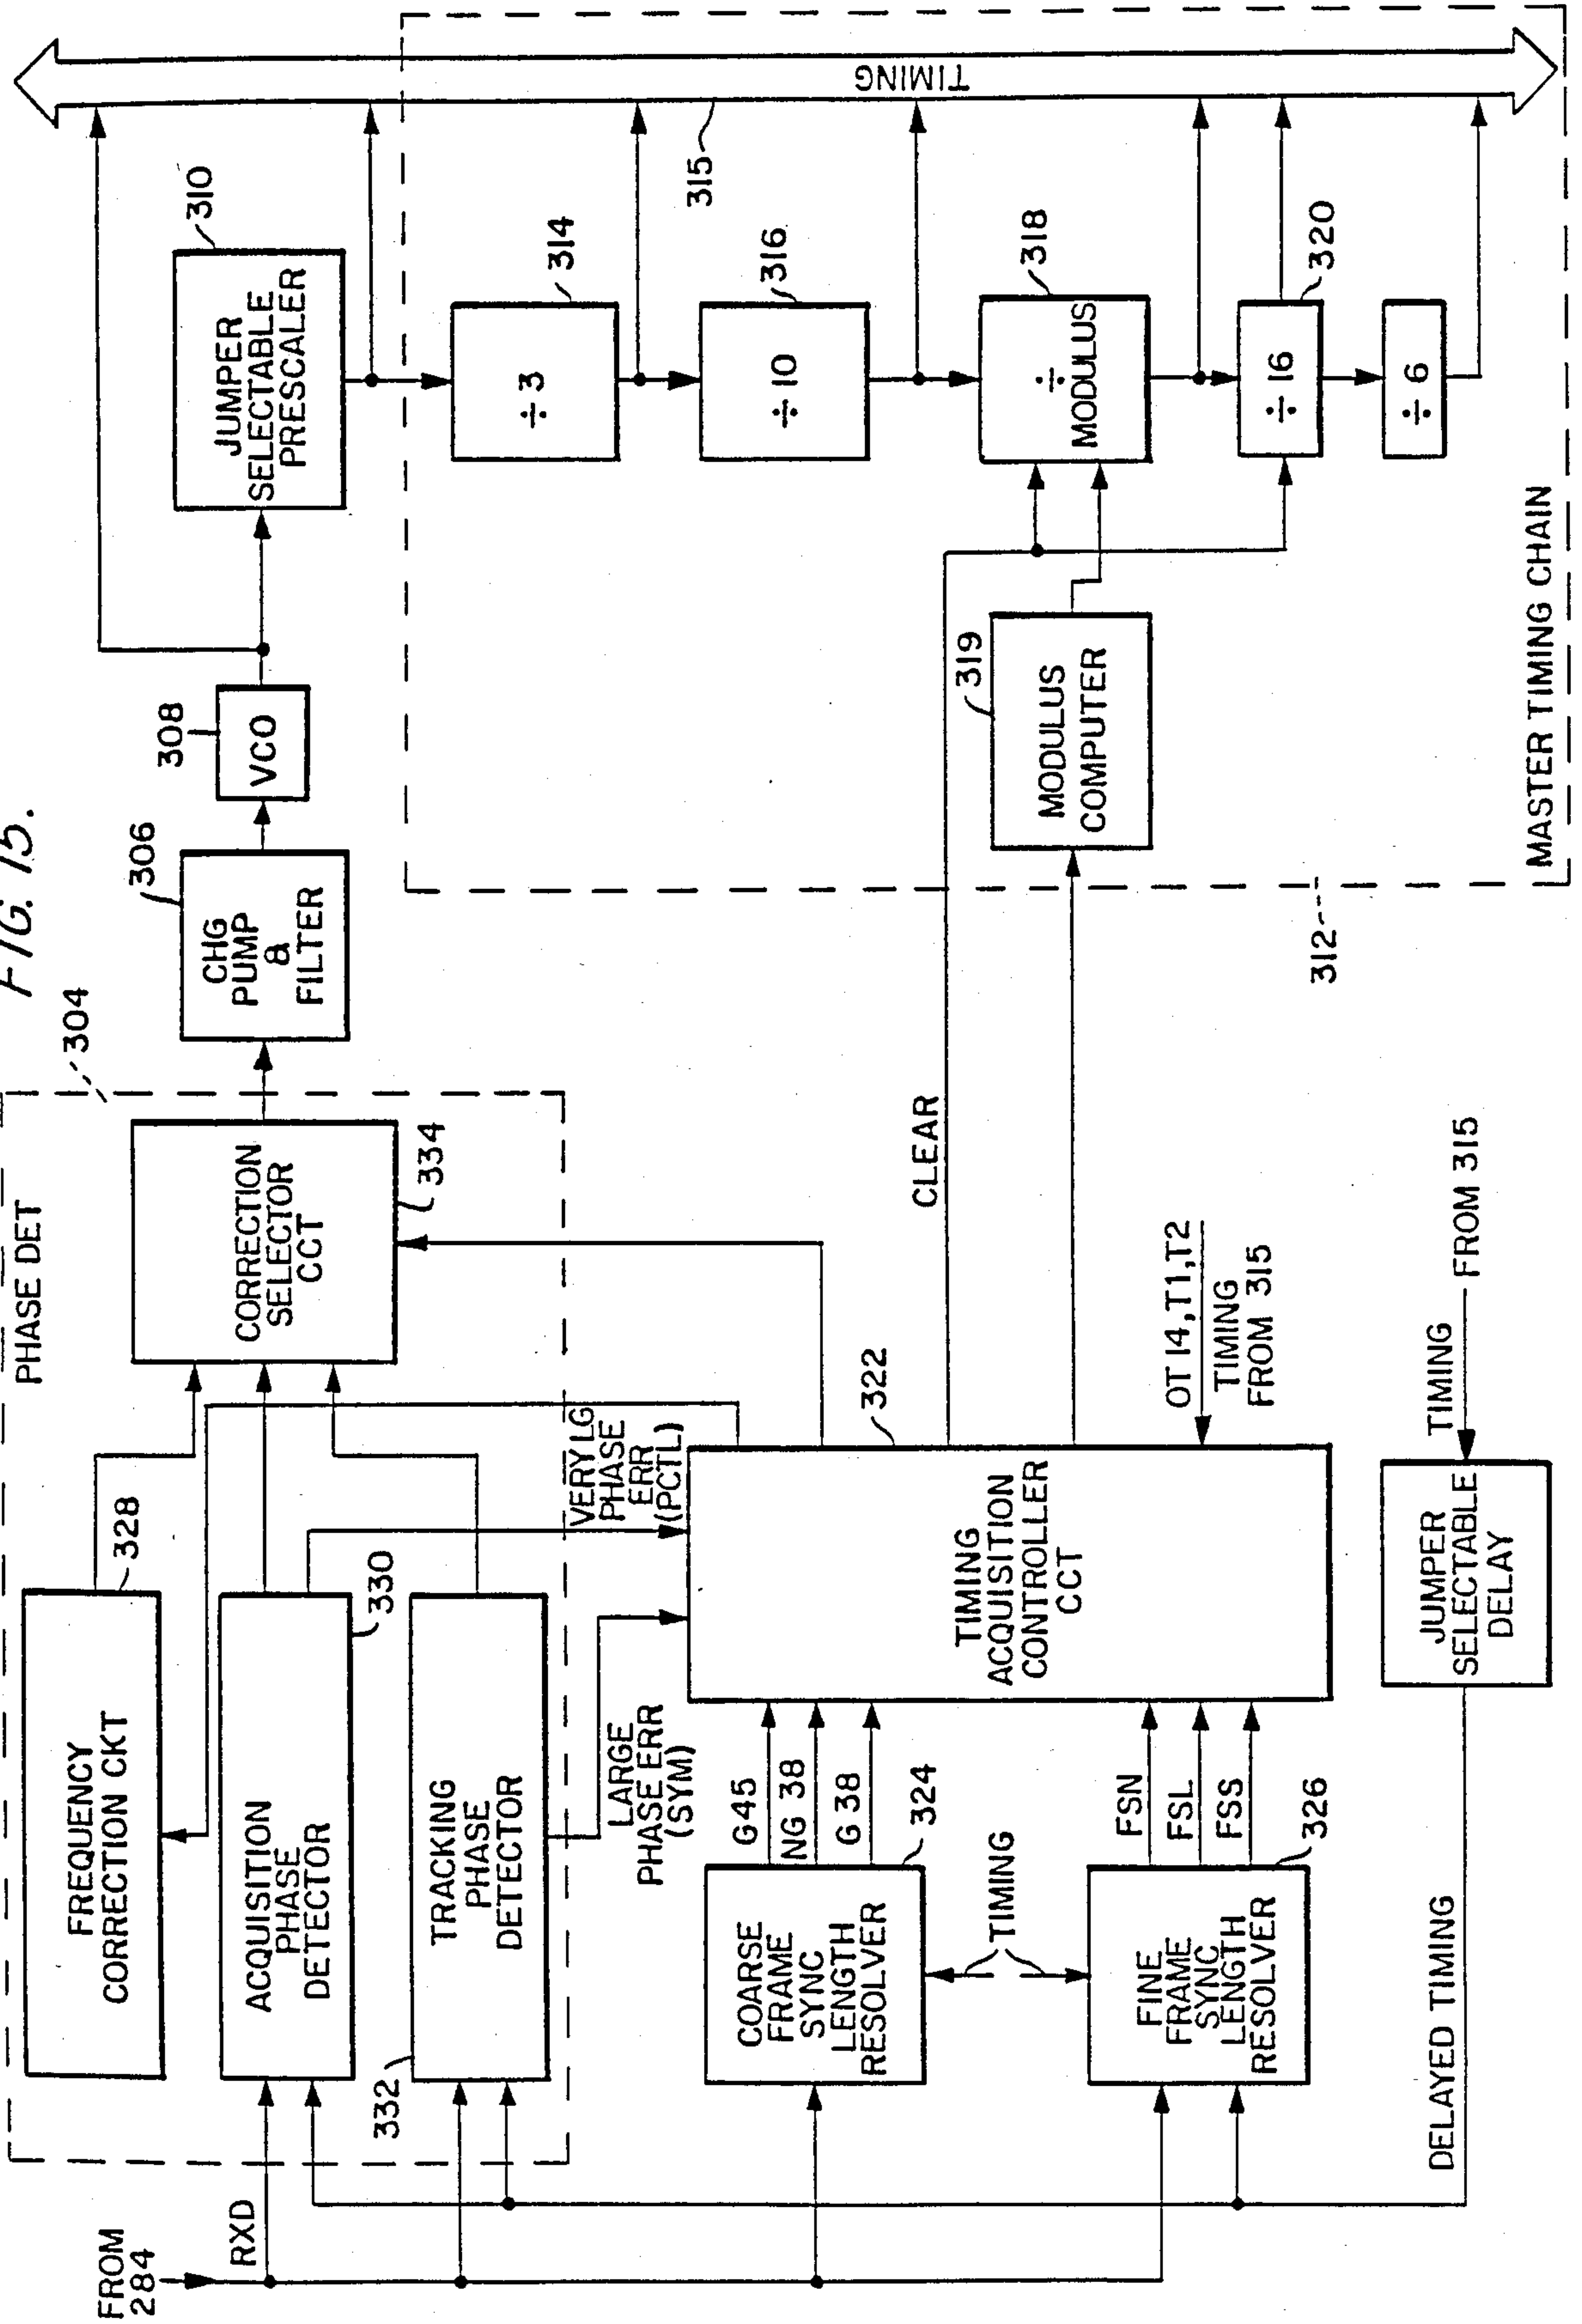 FIG. 15.
PHASE DET
304
FREQUENCY
CORRECTION CKT
328
ACQUISITION
PHASE
DETECTOR
330
TRACKING
PHASE
DETECTOR
332
CORRECTION
SELECTOR
CCT
334
CHG
PUMP
&
FILTER
306
VCO
308
JUMPER
SELECTABLE
PRESCALER
310
FROM
284
RXD
LARGE
PHASE ERR
(SYM)
VERY LG
PHASE
ERR
(PCTL)
COARSE
FRAME
SYNC
LENGTH
RESOLVER
324
G45
NG 38
G 38
TIMING
FINE
FRAME
SYNC
LENGTH
RESOLVER
326
FSN
FSL
FSS
TIMING
ACQUISITION
CONTROLLER
CCT
322
CLEAR
OT 14, T1, T2
TIMING
FROM 315
DELAYED TIMING
JUMPER
SELECTABLE
DELAY
TIMING
FROM 315
312
MODULUS
COMPUTER
319
÷ 3
314
÷ 10
316
÷
MODULUS
318
÷ 16
320
÷ 6
315
TIMING
MASTER TIMING CHAIN